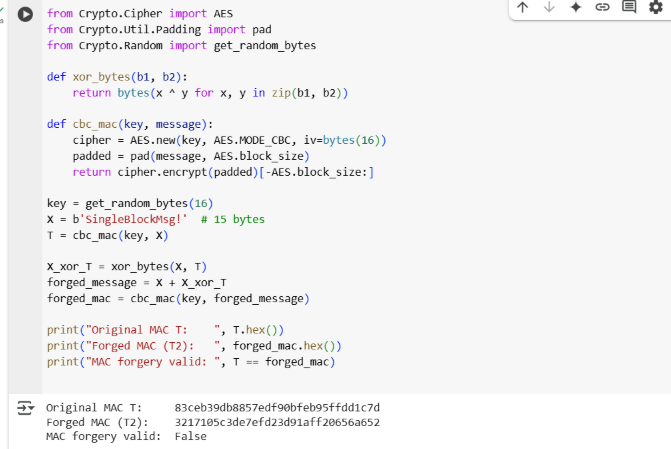 from Crypto.Cipher import AES
from Crypto.Util.Padding import pad
from Crypto.Random import get_random_bytes

def xor_bytes(b1, b2):
    return bytes(x ^ y for x, y in zip(b1, b2))

def cbc_mac(key, message):
    cipher = AES.new(key, AES.MODE_CBC, iv=bytes(16))
    padded = pad(message, AES.block_size)
    return cipher.encrypt(padded)[-AES.block_size:]

key = get_random_bytes(16)
X = b'SingleBlockMsg!'  # 15 bytes
T = cbc_mac(key, X)

X_xor_T = xor_bytes(X, T)
forged_message = X + X_xor_T
forged_mac = cbc_mac(key, forged_message)

print("Original MAC T:    ", T.hex())
print("Forged MAC (T2):   ", forged_mac.hex())
print("MAC forgery valid: ", T == forged_mac)

Original MAC T:     83ceb39db8857edf90bfeb95ffdd1c7d
Forged MAC (T2):    3217105c3de7efd23d91aff20656a652
MAC forgery valid:  False